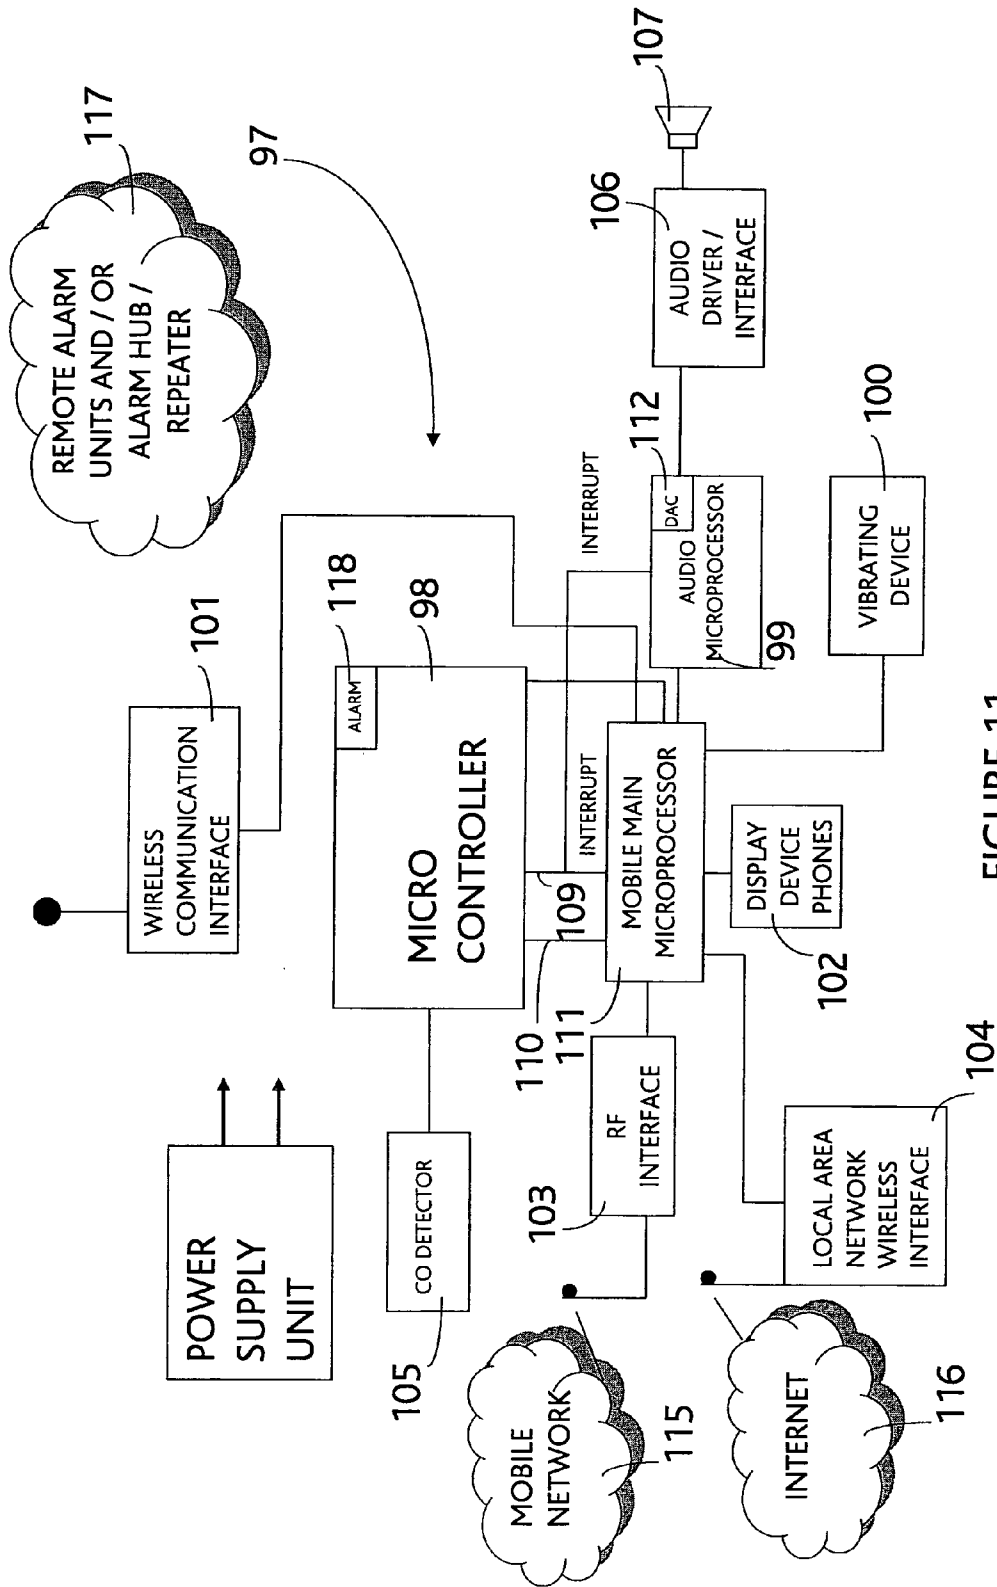 REMOTE ALARM
UNITS AND / OR
ALARM HUB /
REPEATER
117
97
WIRELESS
COMMUNICATION
INTERFACE
101
POWER
SUPPLY
UNIT
MICRO
CONTROLLER
ALARM
118
98
CO DETECTOR
105
INTERRUPT
INTERRUPT
109
110
111
MOBILE MAIN
MICROPROCESSOR
AUDIO
MICROPROCESSOR
DAC
112
99
AUDIO
DRIVER /
INTERFACE
106
107
RF
INTERFACE
103
MOBILE
NETWORK
115
DISPLAY
DEVICE
PHONES
102
VIBRATING
DEVICE
100
LOCAL AREA
NETWORK
WIRELESS
INTERFACE
104
INTERNET
116
FIGURE 11